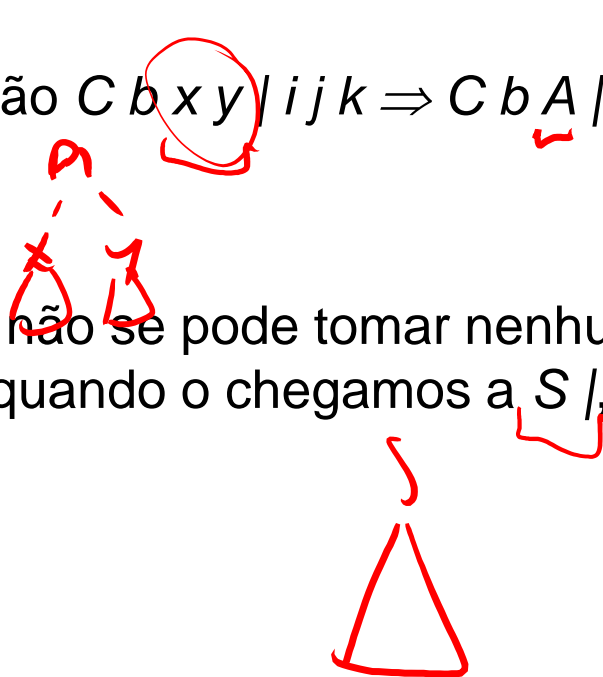 ão C b x y | i j k ⇒ C b A |
A
x y
não se pode tomar nenhu
quando o chegamos a S |,
S